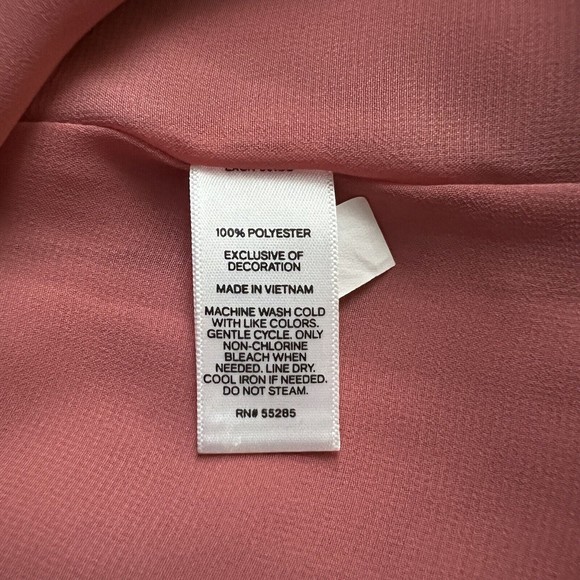 100% POLYESTER
EXCLUSIVE OF
DECORATION
MADE IN VIETNAM
MACHINE WASH COLD
WITH LIKE COLORS.
GENTLE CYCLE. ONLY
NON-CHLORINE
BLEACH WHEN
NEEDED. LINE DRY.
COOL IRON IF NEEDED.
DO NOT STEAM.
RN# 55285